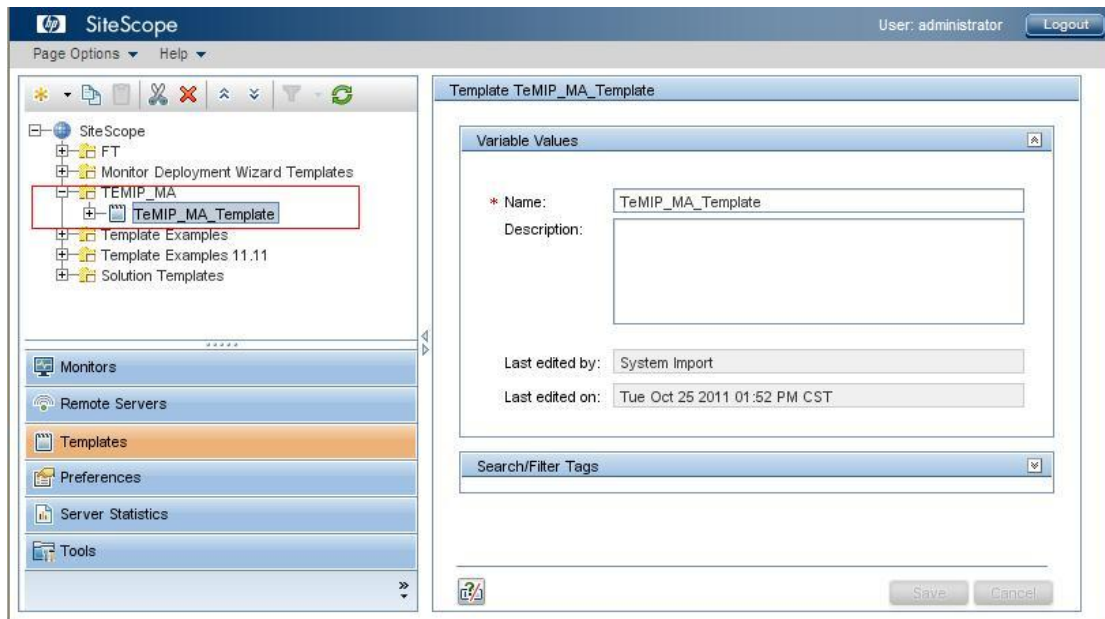 hp SiteScope User: administrator Logout
Page Options Help
Template TeMIP_MA_Template
SiteScope
FT
Monitor Deployment Wizard Templates
TEMIP_MA
TeMIP_MA_Template
Template Examples
Template Examples 11.11
Solution Templates
Monitors
Remote Servers
Templates
Preferences
Server Statistics
Tools
Variable Values
* Name: TeMIP_MA_Template
Description:
Last edited by: System Import
Last edited on: Tue Oct 25 2011 01:52 PM CST
Search/Filter Tags
Save Cancel